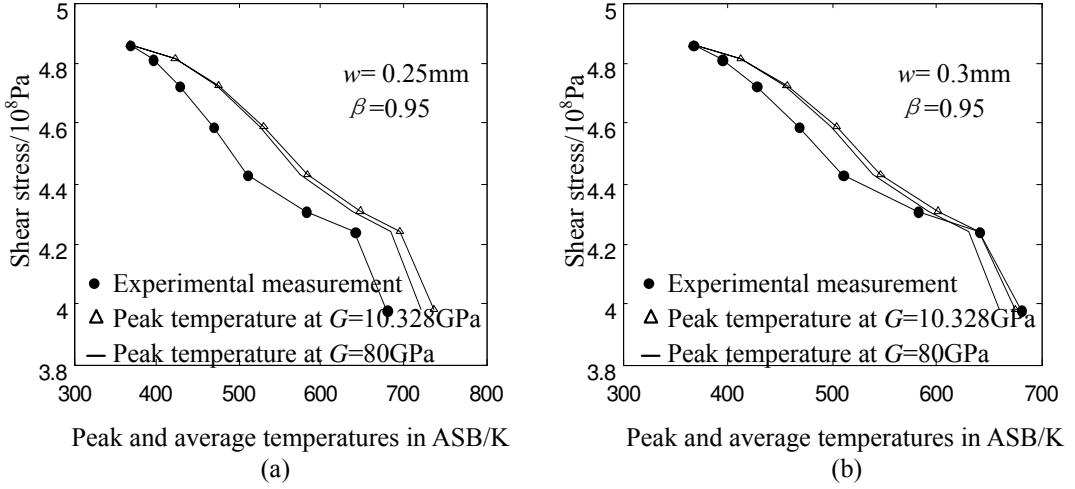 5
4.8
4.6
4.4
4.2
4
3.8
Shear stress/10⁸Pa
w= 0.25mm
β=0.95
Experimental measurement
Peak temperature at G=10.328GPa
Peak temperature at G=80GPa
300 400 500 600 700 800
Peak and average temperatures in ASB/K
(a)
5
4.8
4.6
4.4
4.2
4
3.8
Shear stress/10⁸Pa
w= 0.3mm
β=0.95
Experimental measurement
Peak temperature at G=10.328GPa
Peak temperature at G=80GPa
300 400 500 600 700
Peak and average temperatures in ASB/K
(b)